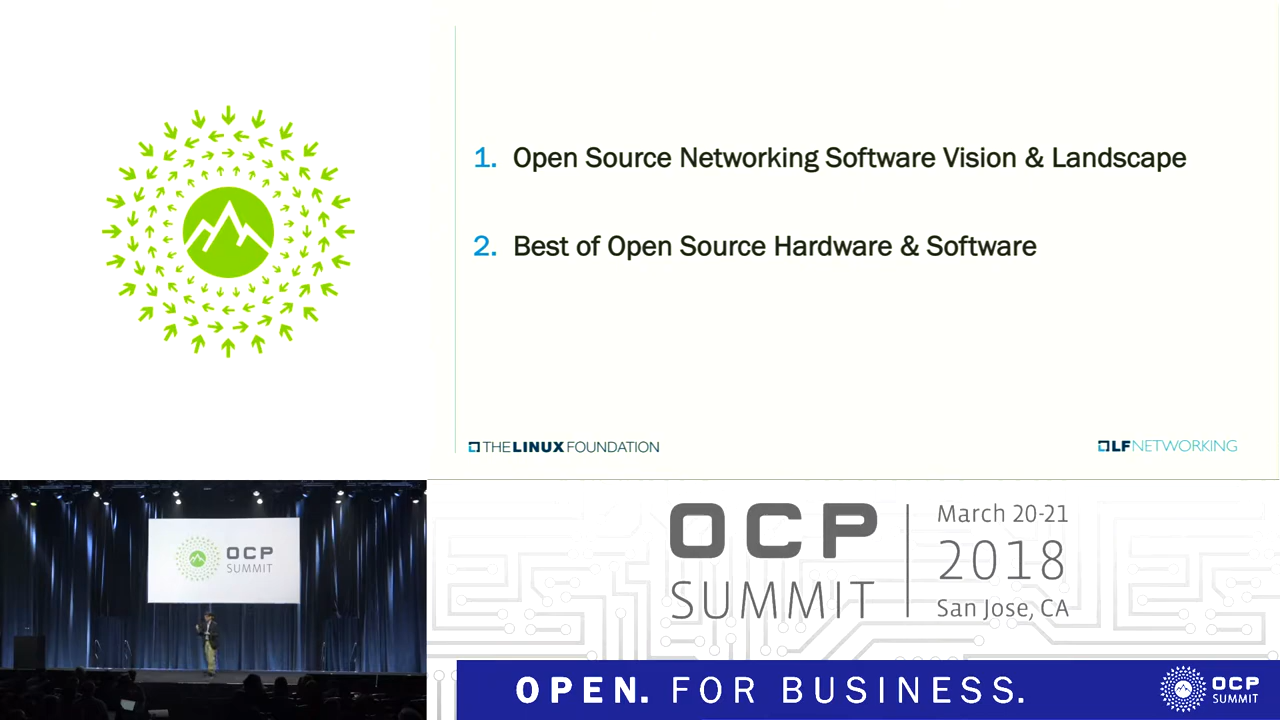 1. Open Source Networking Software Vision & Landscape
2. Best of Open Source Hardware & Software
THE LINUX FOUNDATION
LF NETWORKING
OCP
SUMMIT
OCP
SUMMIT
March 20-21
2018
San Jose, CA
OPEN. FOR BUSINESS.
OCP
SUMMIT